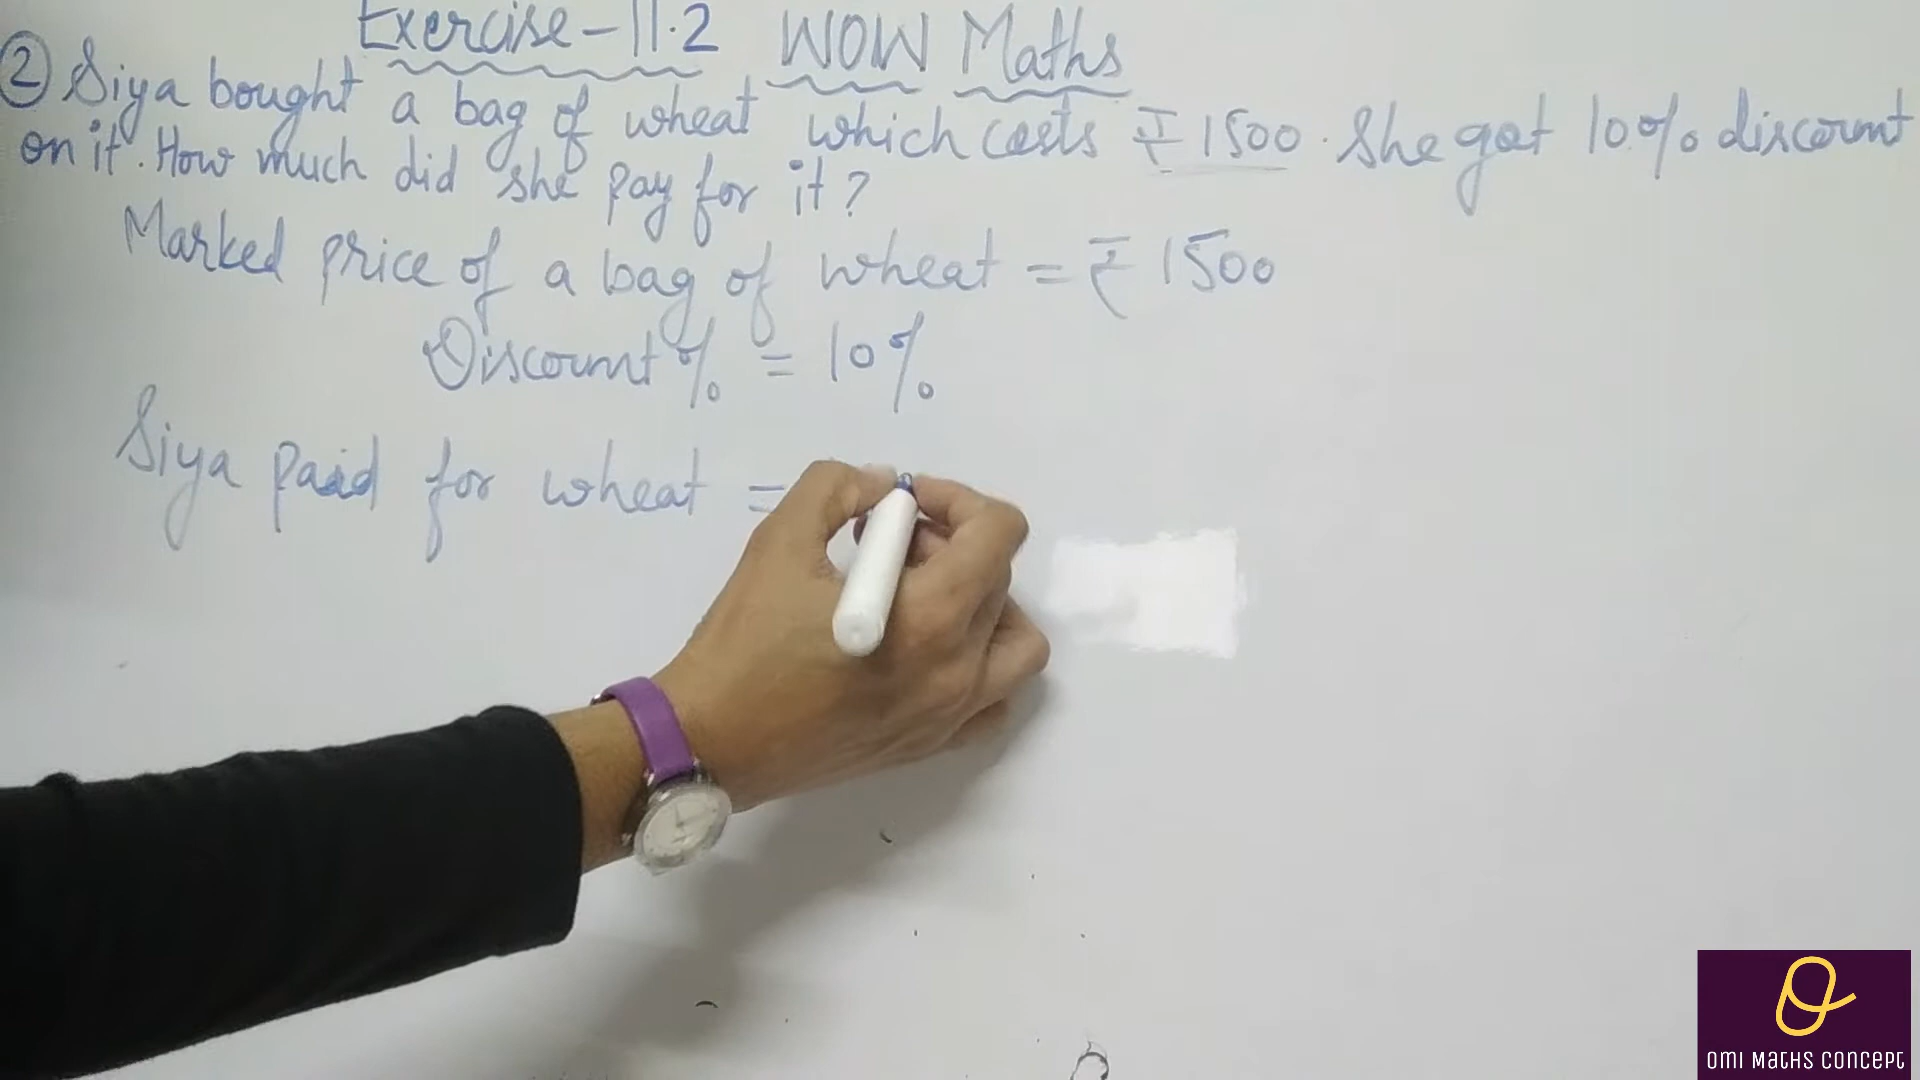 Exercise-11.2 WOW Maths
② Siya bought a bag of wheat which costs ₹ 1500. She got 10% discount
on it. How much did she pay for it?
Marked price of a bag of wheat = ₹ 1500
Discount % = 10%
Siya paid for wheat =
OMI MATHS CONCEPT